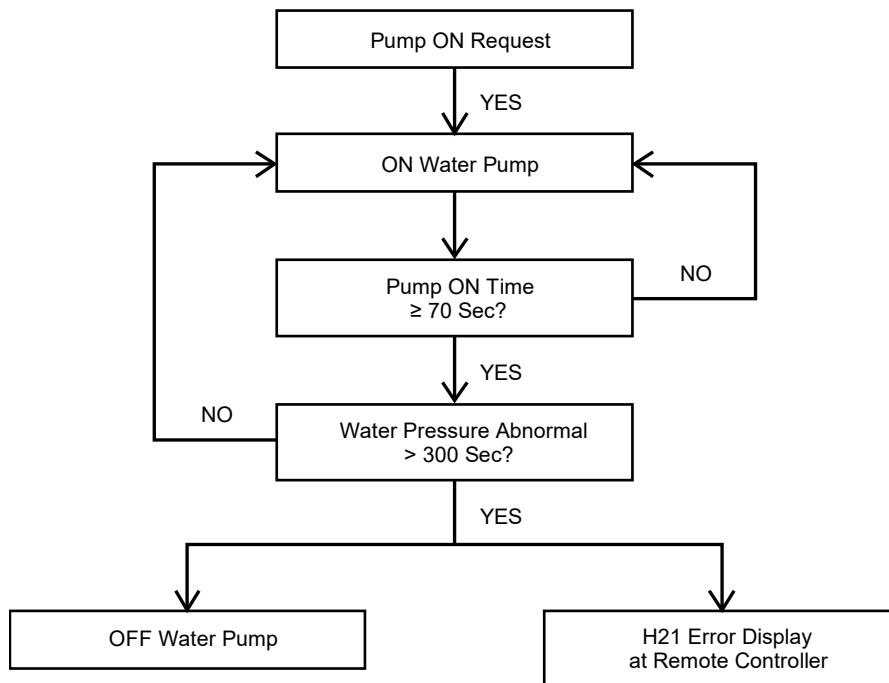 Pump ON Request
YES
ON Water Pump
Pump ON Time
≥ 70 Sec?
NO
YES
Water Pressure Abnormal
> 300 Sec?
NO
YES
OFF Water Pump
H21 Error Display
at Remote Controller